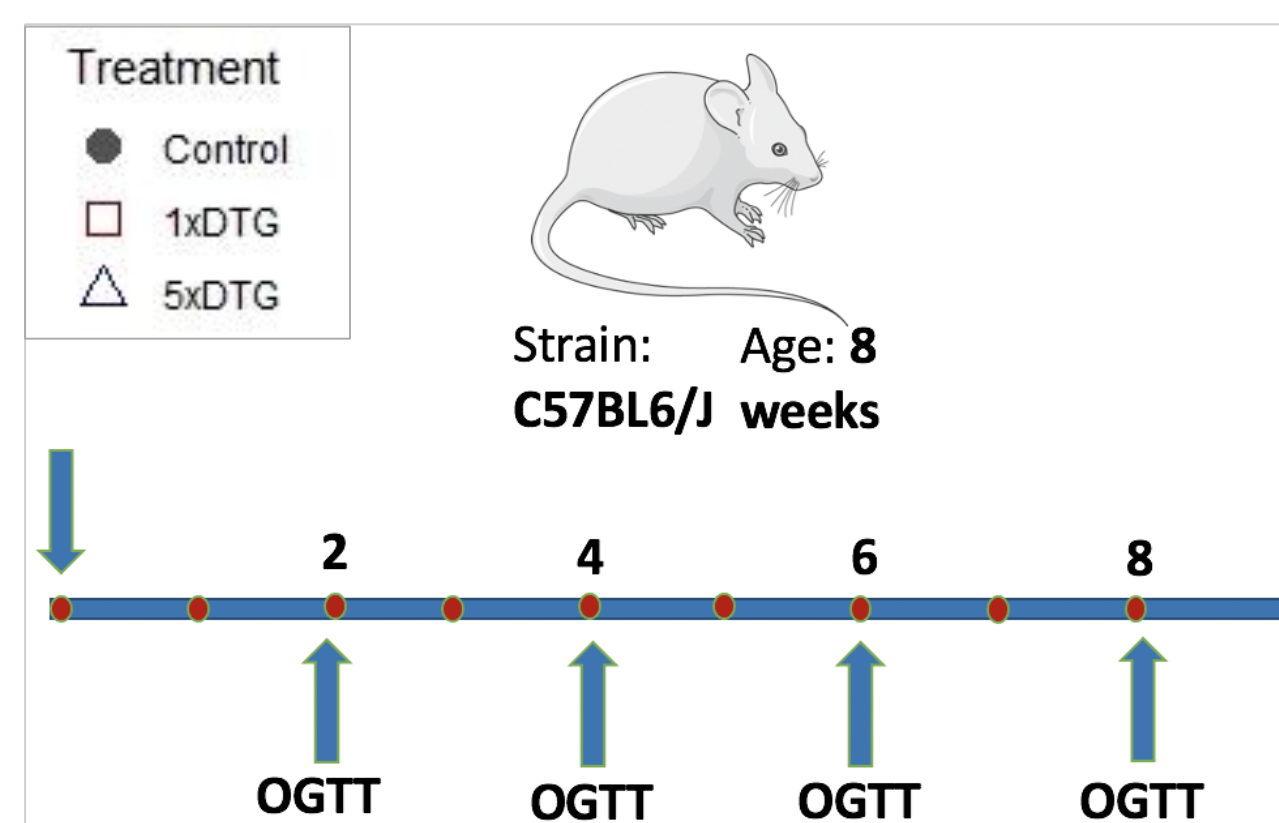 Treatment
Control
1xDTG
5xDTG
Strain: Age: 8
C57BL6/J weeks
2 4 6 8
OGTT OGTT OGTT OGTT